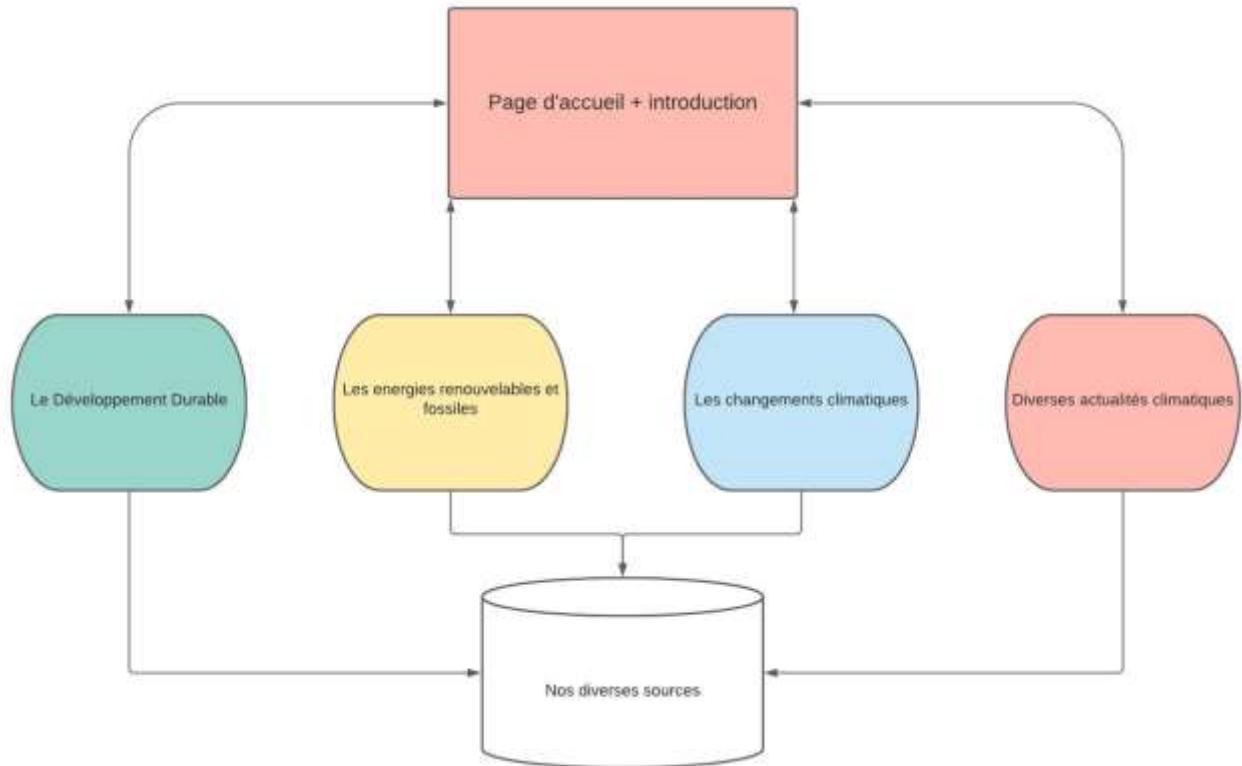 Page d'accueil + introduction
Le Développement Durable
Les energies renouvelables et
fossiles
Les changements climatiques
Diverses actualités climatiques
Nos diverses sources